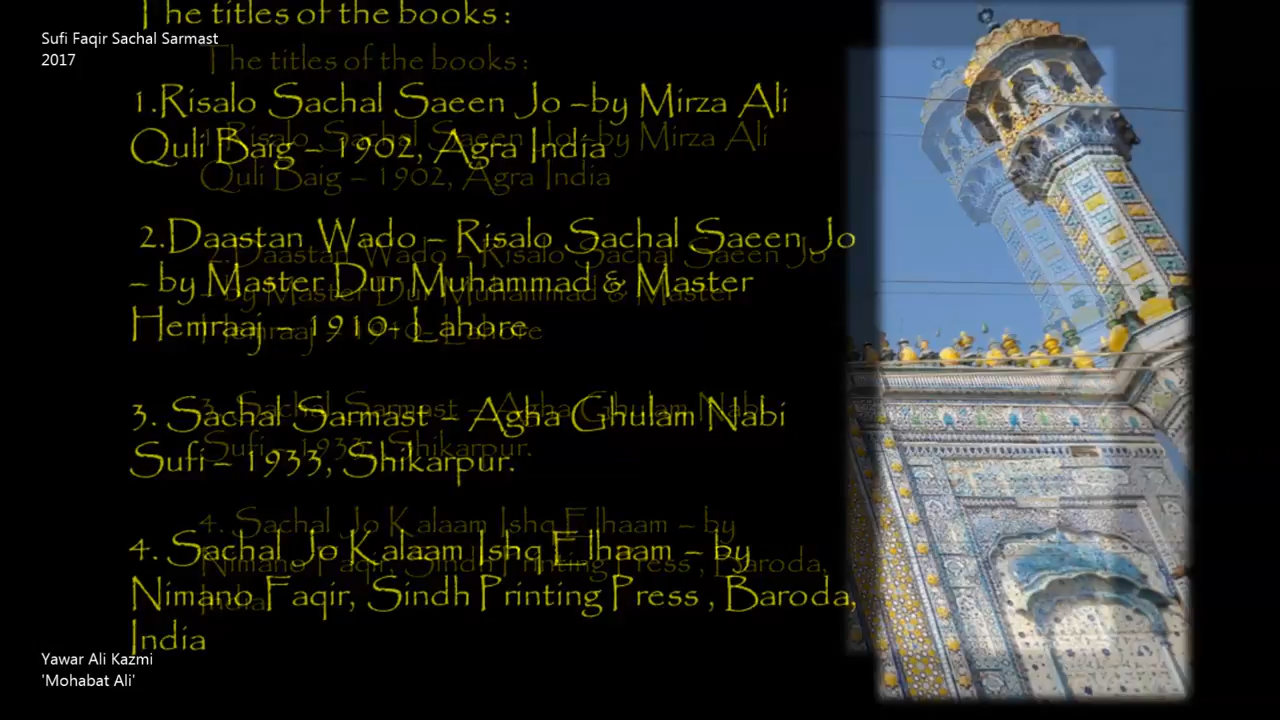 The titles of the books :
Sufi Faqir Sachal Sarmast
2017
1.Risalo Sachal Saeen Jo –by Mirza Ali
Quli Baig – 1902, Agra India
2.Daastan Wado – Risalo Sachal Saeen Jo
– by Master Dur Muhammad & Master
Hemraaj – 1910- Lahore
3. Sachal Sarmast – Agha Ghulam Nabi
Sufi – 1933, Shikarpur.
4. Sachal Jo Kalaam Ishq Elhaam – by
Nimano Faqir, Sindh Printing Press , Baroda,
India
Yawar Ali Kazmi
'Mohabat Ali'